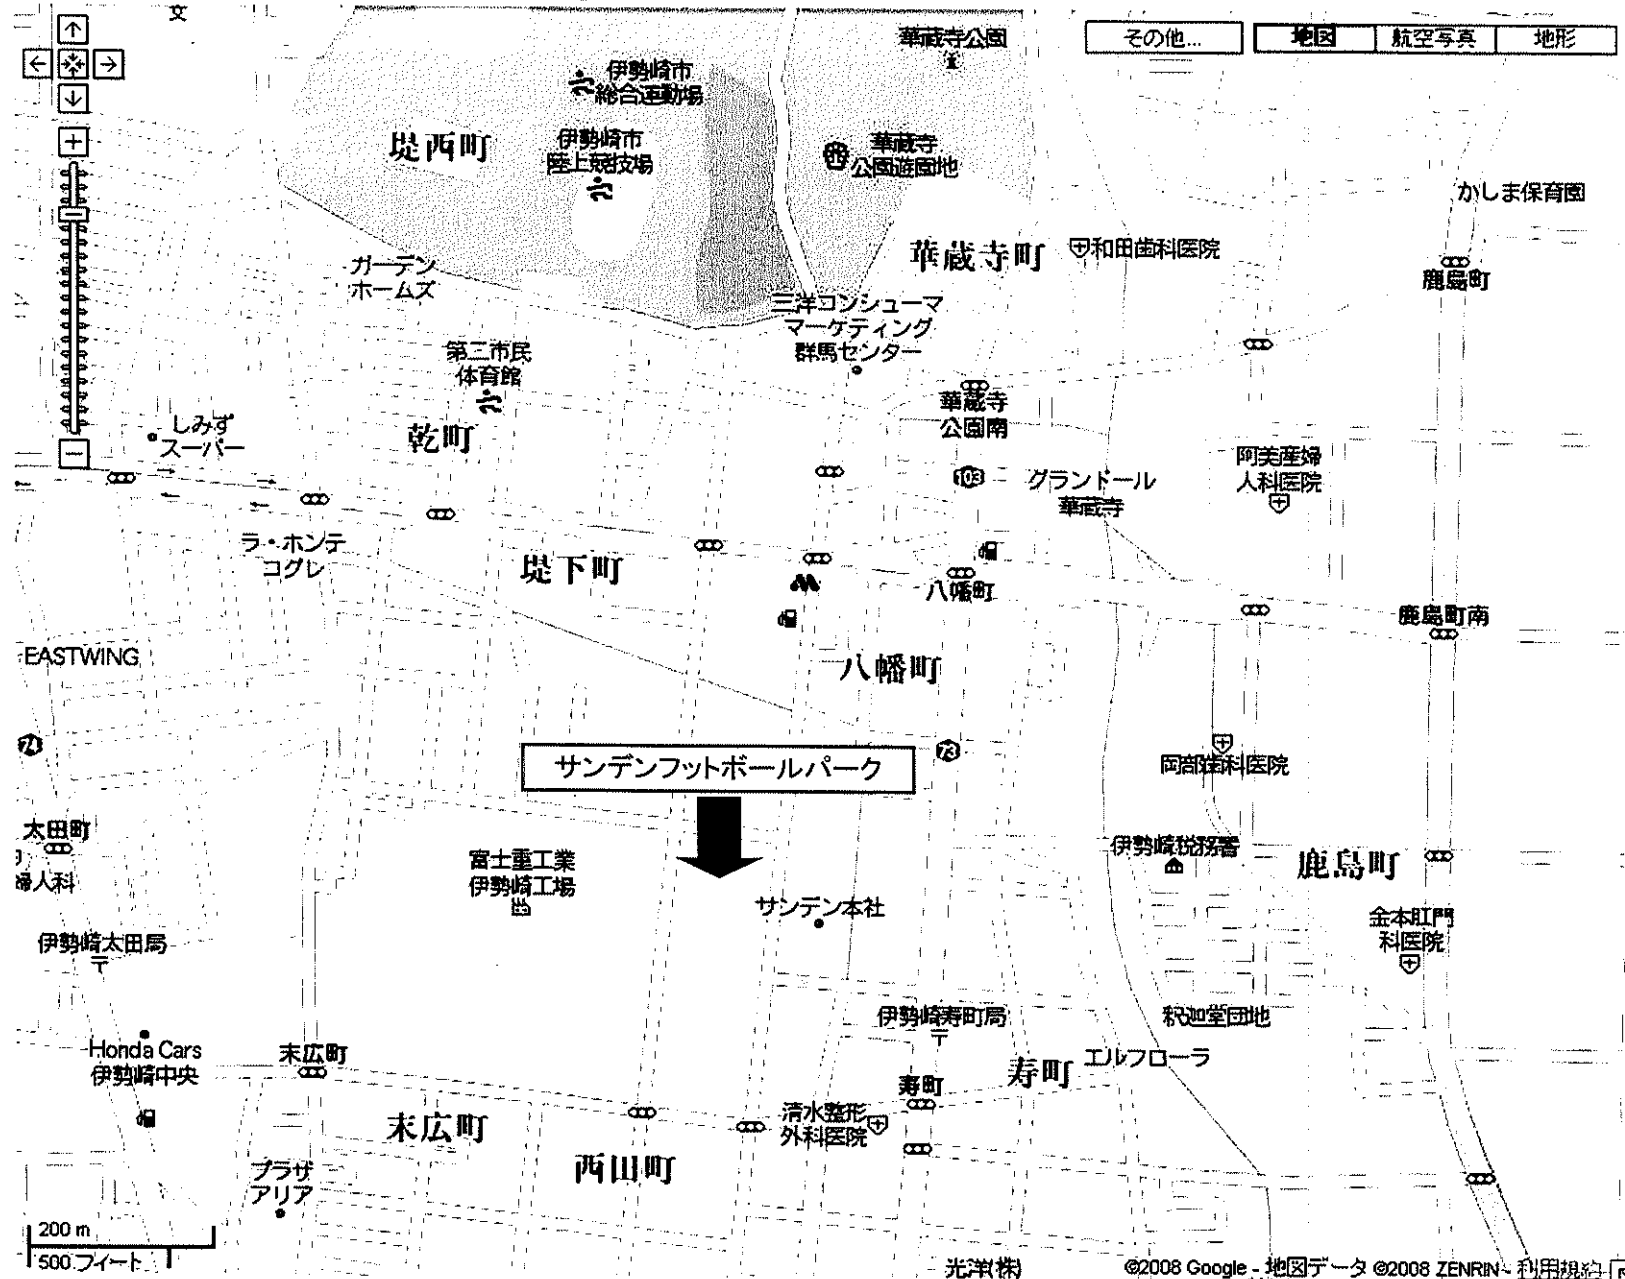 文
華蔵寺公園
その他...
地図
航空写真
地形
伊勢崎市
総合運動場
堤西町
伊勢崎市
陸上競技場
華蔵寺
公園遊園地
かしま保育園
華蔵寺町
和田歯科医院
ガーデン
ホームズ
鹿島町
三洋コンシューマ
マーケティング
群馬センター
第二市民
体育館
華蔵寺
公園南
しみず
スーパー
乾町
103
グランドール
華蔵寺
阿美産婦
人科医院
ラ・ホンテ
コグレ
堤下町
八幡町
鹿島町南
EASTWING
八幡町
24
サンデンフットボールパーク
73
岡部歯科医院
太田町
婦人科
富士重工業
伊勢崎工場
伊勢崎税務署
鹿島町
サンデン本社
金本肛門
科医院
伊勢崎太田局
伊勢崎寿町局
釈迦堂団地
Honda Cars
伊勢崎中央
末広町
寿町
エルフローラ
寿町
末広町
清水整形
外科医院
西田町
プラザ
アリア
200 m
500 フィート
光洋(株)
©2008 Google - 地図データ ©2008 ZENRIN - 利用規約